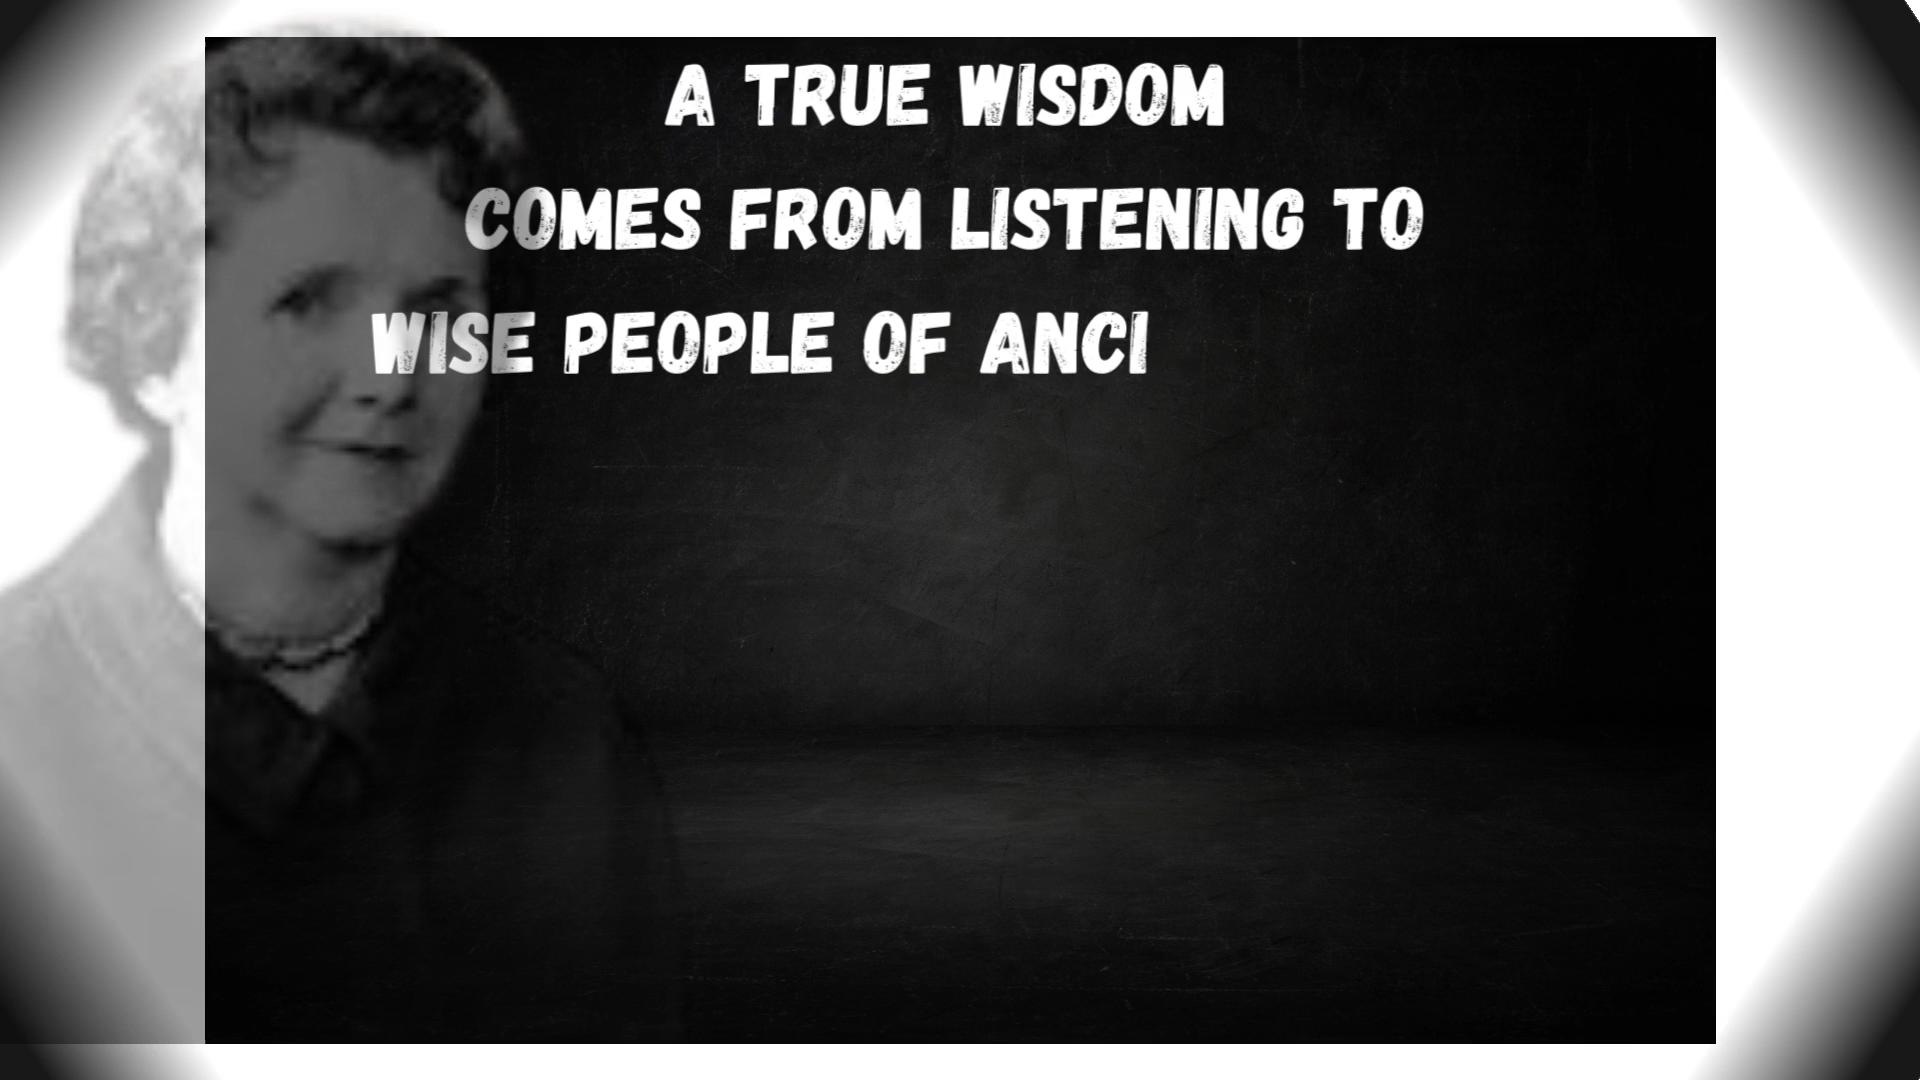 A TRUE WISDOM
COMES FROM LISTENING TO
WISE PEOPLE OF ANCI